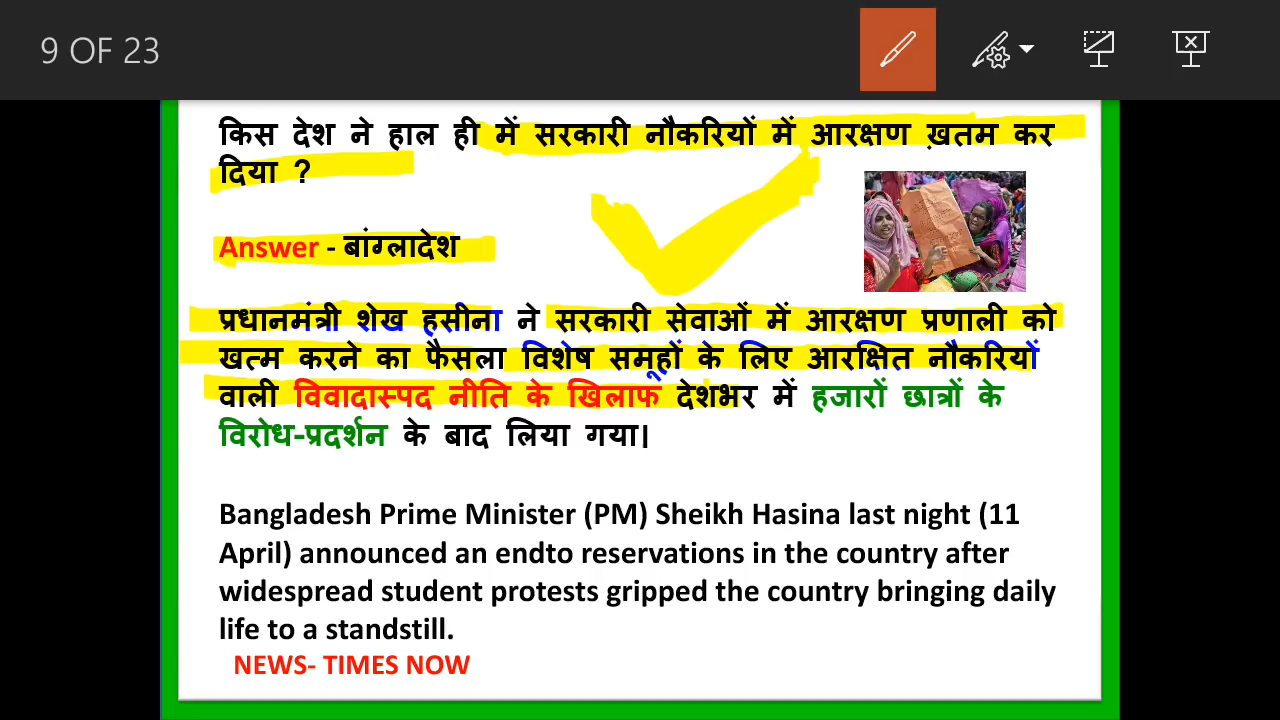 9 OF 23
किस देश ने हाल ही में सरकारी नौकरियों में आरक्षण ख़तम कर
दिया ?
Answer - बांग्लादेश
प्रधानमंत्री शेख हसीना ने सरकारी सेवाओं में आरक्षण प्रणाली को
खत्म करने का फैसला विशेष समूहों के लिए आरक्षित नौकरियों
वाली विवादास्पद नीति के खिलाफ देशभर में हजारों छात्रों के
विरोध-प्रदर्शन के बाद लिया गया।
Bangladesh Prime Minister (PM) Sheikh Hasina last night (11
April) announced an endto reservations in the country after
widespread student protests gripped the country bringing daily
life to a standstill.
NEWS- TIMES NOW